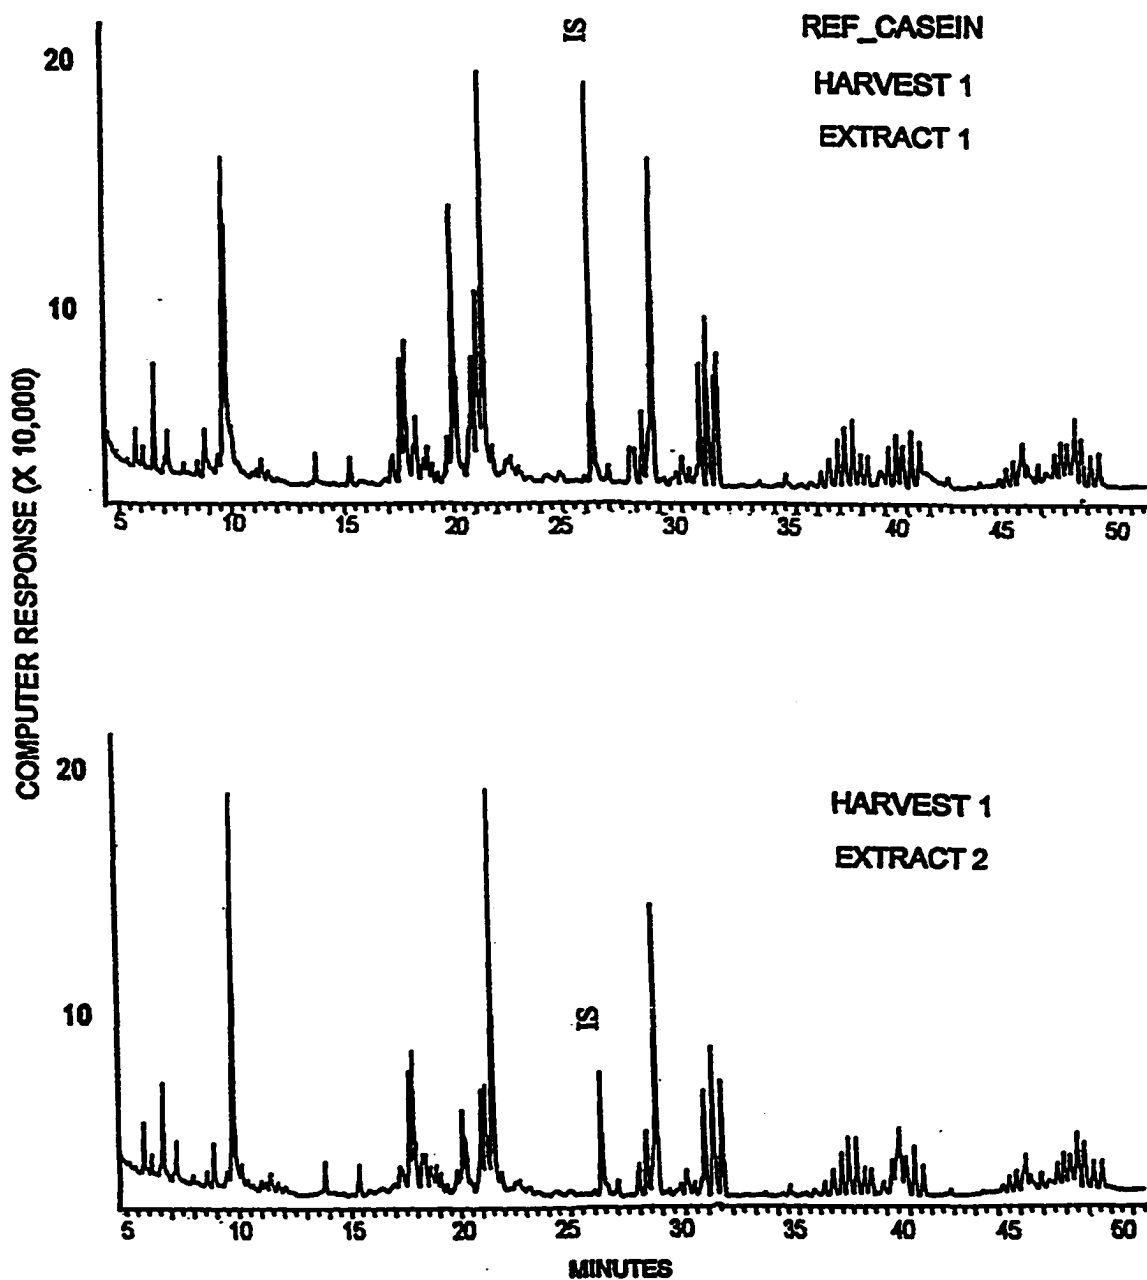 COMPUTER RESPONSE (X 10,000)
IS
REF_CASEIN
HARVEST 1
EXTRACT 1
20
10
5 10 15 20 25 30 35 40 45 50
HARVEST 1
EXTRACT 2
20
10
IS
5 10 15 20 25 30 35 40 45 50
MINUTES